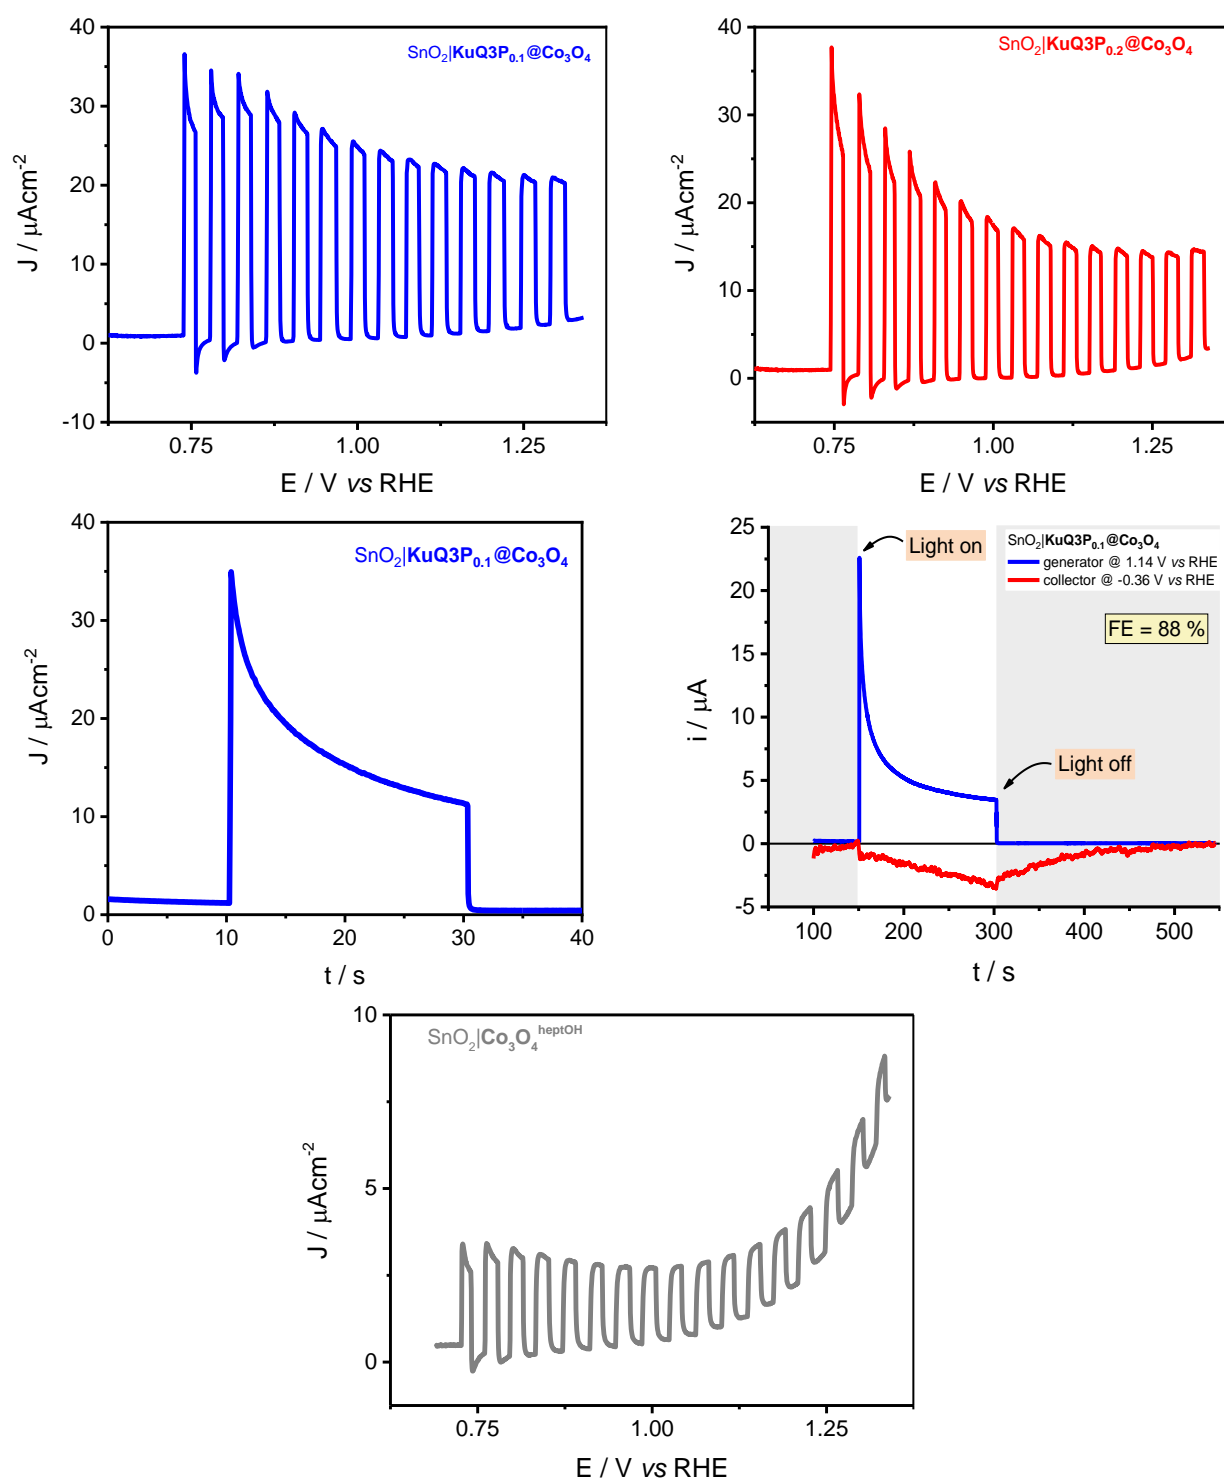 SnO₂|KuQ3P₀.₁@Co₃O₄
40
30
20
10
0
-10
J / μAcm⁻²
0.75 1.00 1.25
E / V vs RHE
SnO₂|KuQ3P₀.₂@Co₃O₄
40
30
20
10
0
J / μAcm⁻²
0.75 1.00 1.25
E / V vs RHE
SnO₂|KuQ3P₀.₁@Co₃O₄
40
30
20
10
0
J / μAcm⁻²
0 10 20 30 40
t / s
25
20
15
10
5
0
-5
i / μA
Light on
SnO₂|KuQ3P₀.₁@Co₃O₄
generator @ 1.14 V vs RHE
collector @ -0.36 V vs RHE
FE = 88 %
Light off
100 200 300 400 500
t / s
SnO₂|Co₃O₄ʰᵉᵖᵗᴼᴴ
10
5
0
J / μAcm⁻²
0.75 1.00 1.25
E / V vs RHE